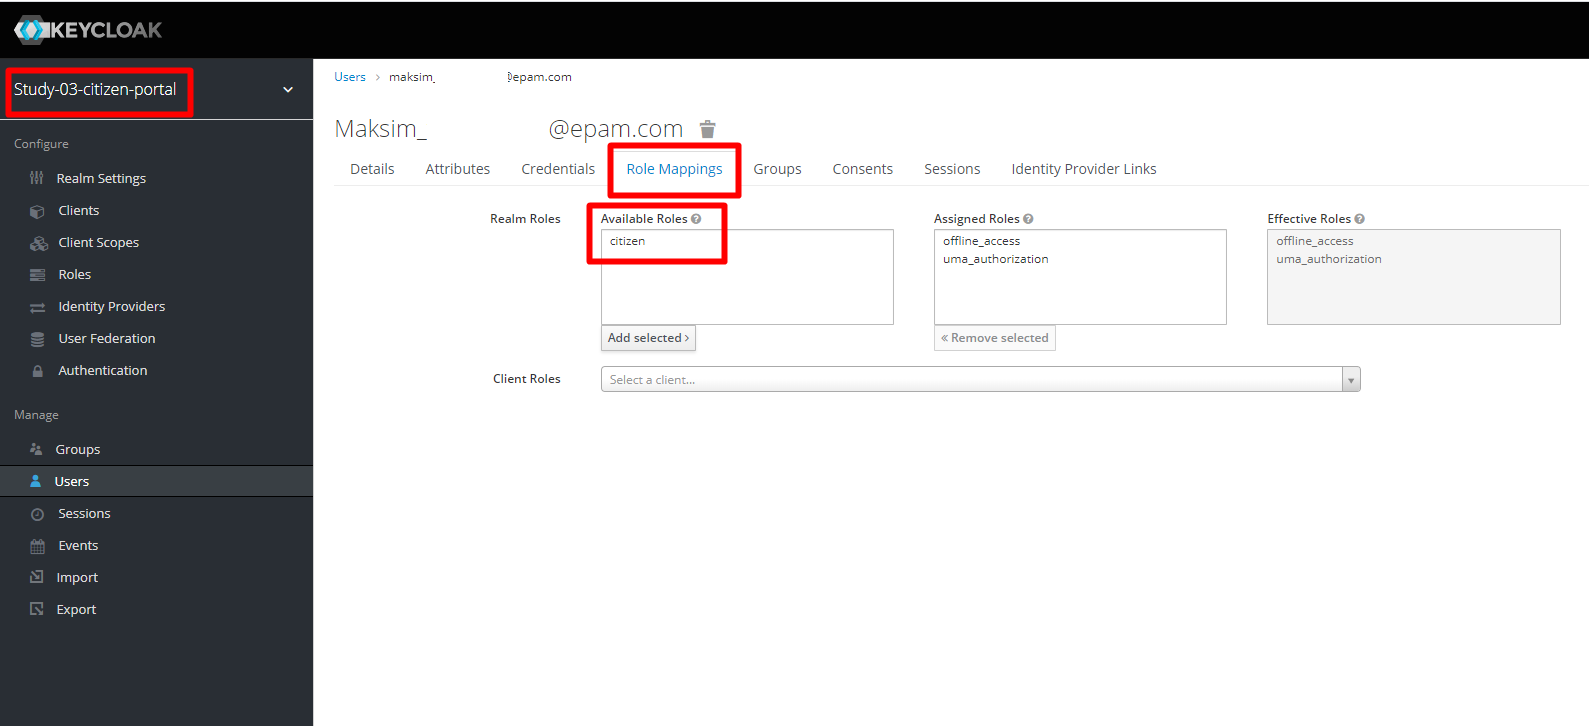 KEYCLOAK
Study-03-citizen-portal
Configure
Realm Settings
Clients
Client Scopes
Roles
Identity Providers
User Federation
Authentication
Manage
Groups
Users
Sessions
Events
Import
Export
Users > maksim_ @epam.com
Maksim_ @epam.com
Details Attributes Credentials Role Mappings Groups Consents Sessions Identity Provider Links
Realm Roles
Available Roles
citizen
Add selected >
Assigned Roles
offline_access
uma_authorization
« Remove selected
Effective Roles
offline_access
uma_authorization
Client Roles
Select a client...